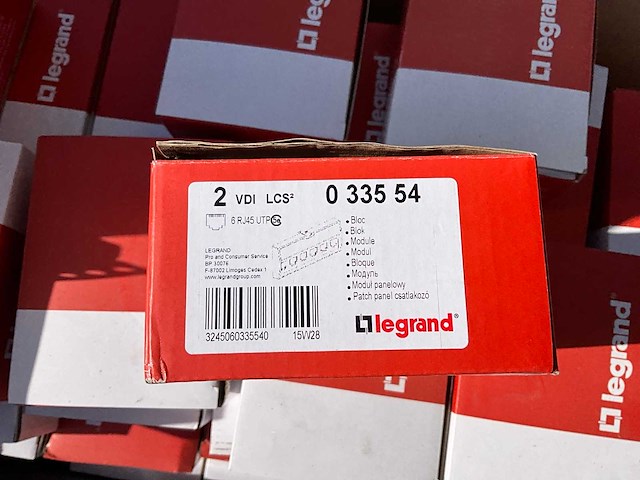 legrand
legrand
legrand
legrand
2 VDI LCS² 0 335 54
6 RJ45 UTP 5e
• Bloc
• Blok
• Module
• Modul
• Bloque
• Модуль
• Moduł panelowy
• Patch panel csatlakozó
LEGRAND
Pro and Consumer Service
BP 30076
F-87002 Limoges Cedex 1
www.legrandgroup.com
3245060335540 15W28
legrand®
legrand